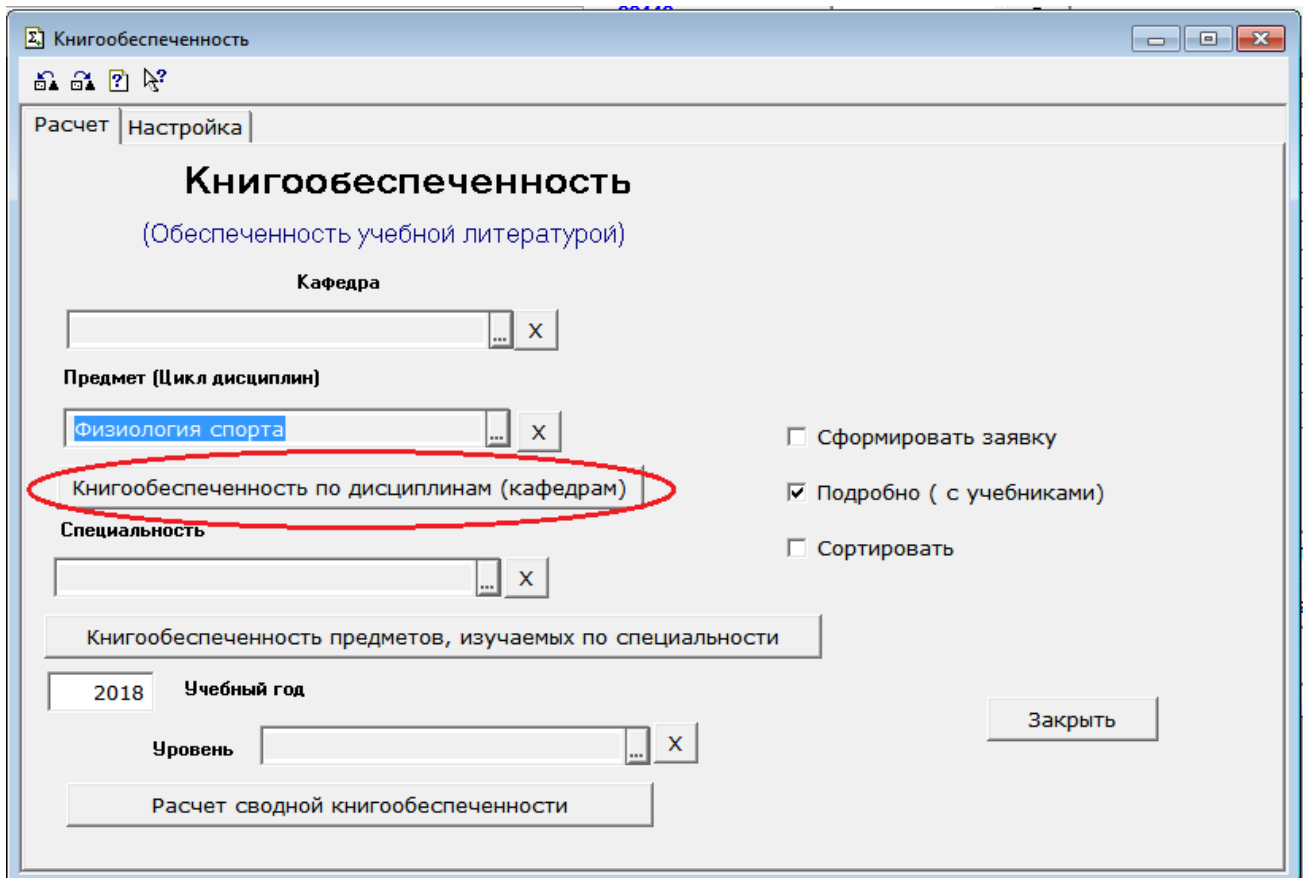 Книгообеспеченность
Расчет Настройка
Книгообеспеченность
(Обеспеченность учебной литературой)
Кафедра
... X
Предмет (Цикл дисциплин)
Физиология спорта ... X
Сформировать заявку
Книгообеспеченность по дисциплинам (кафедрам)
Подробно ( с учебниками)
Специальность
Сортировать
... X
Книгообеспеченность предметов, изучаемых по специальности
2018 Учебный год
Закрыть
Уровень ... X
Расчет сводной книгообеспеченности